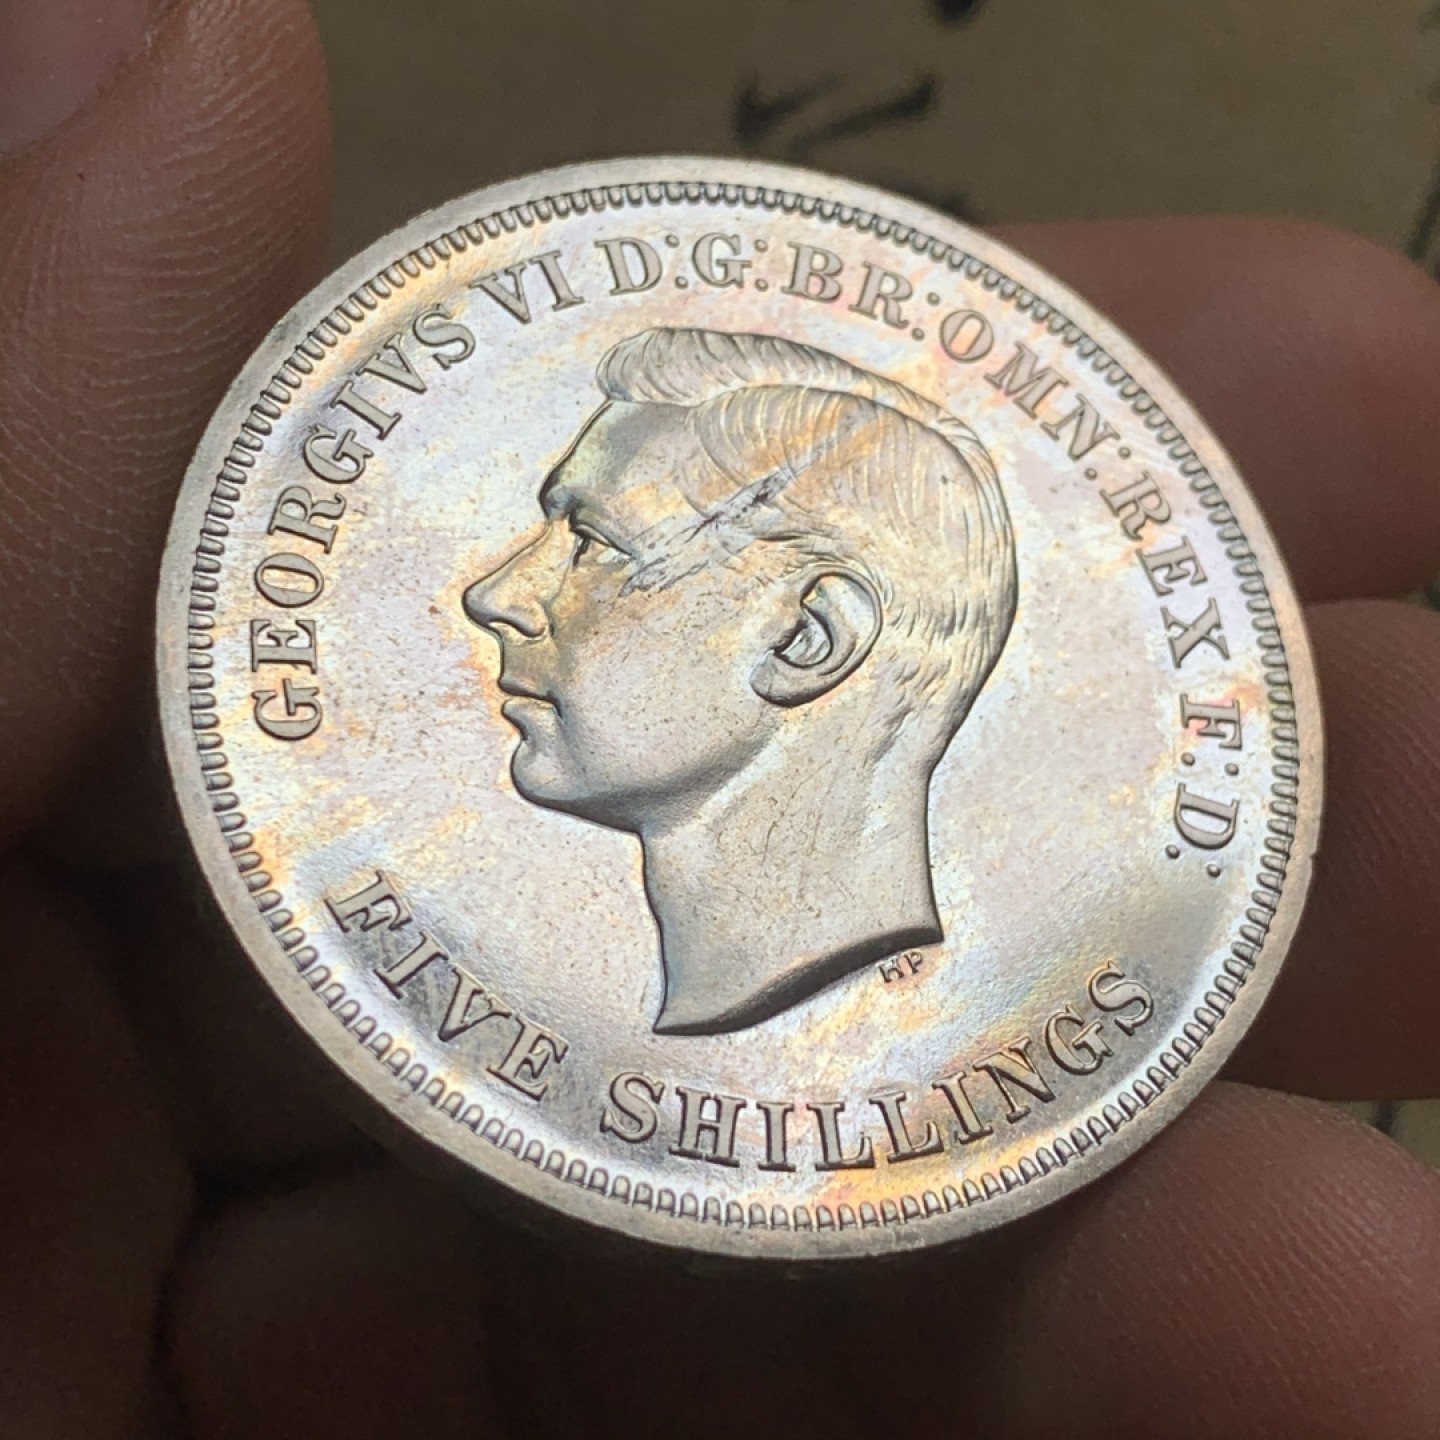 GEORGIVS VI D:G:BR:OMN:REX F:D:
HP
FIVE SHILLINGS